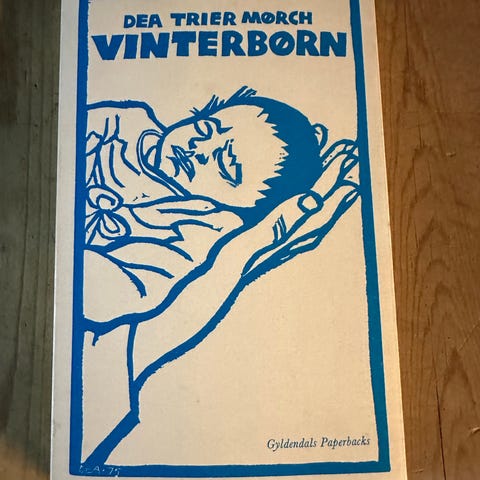 DEA TRIER MØRCH
VINTERBØRN
Gyldendals Paperbacks